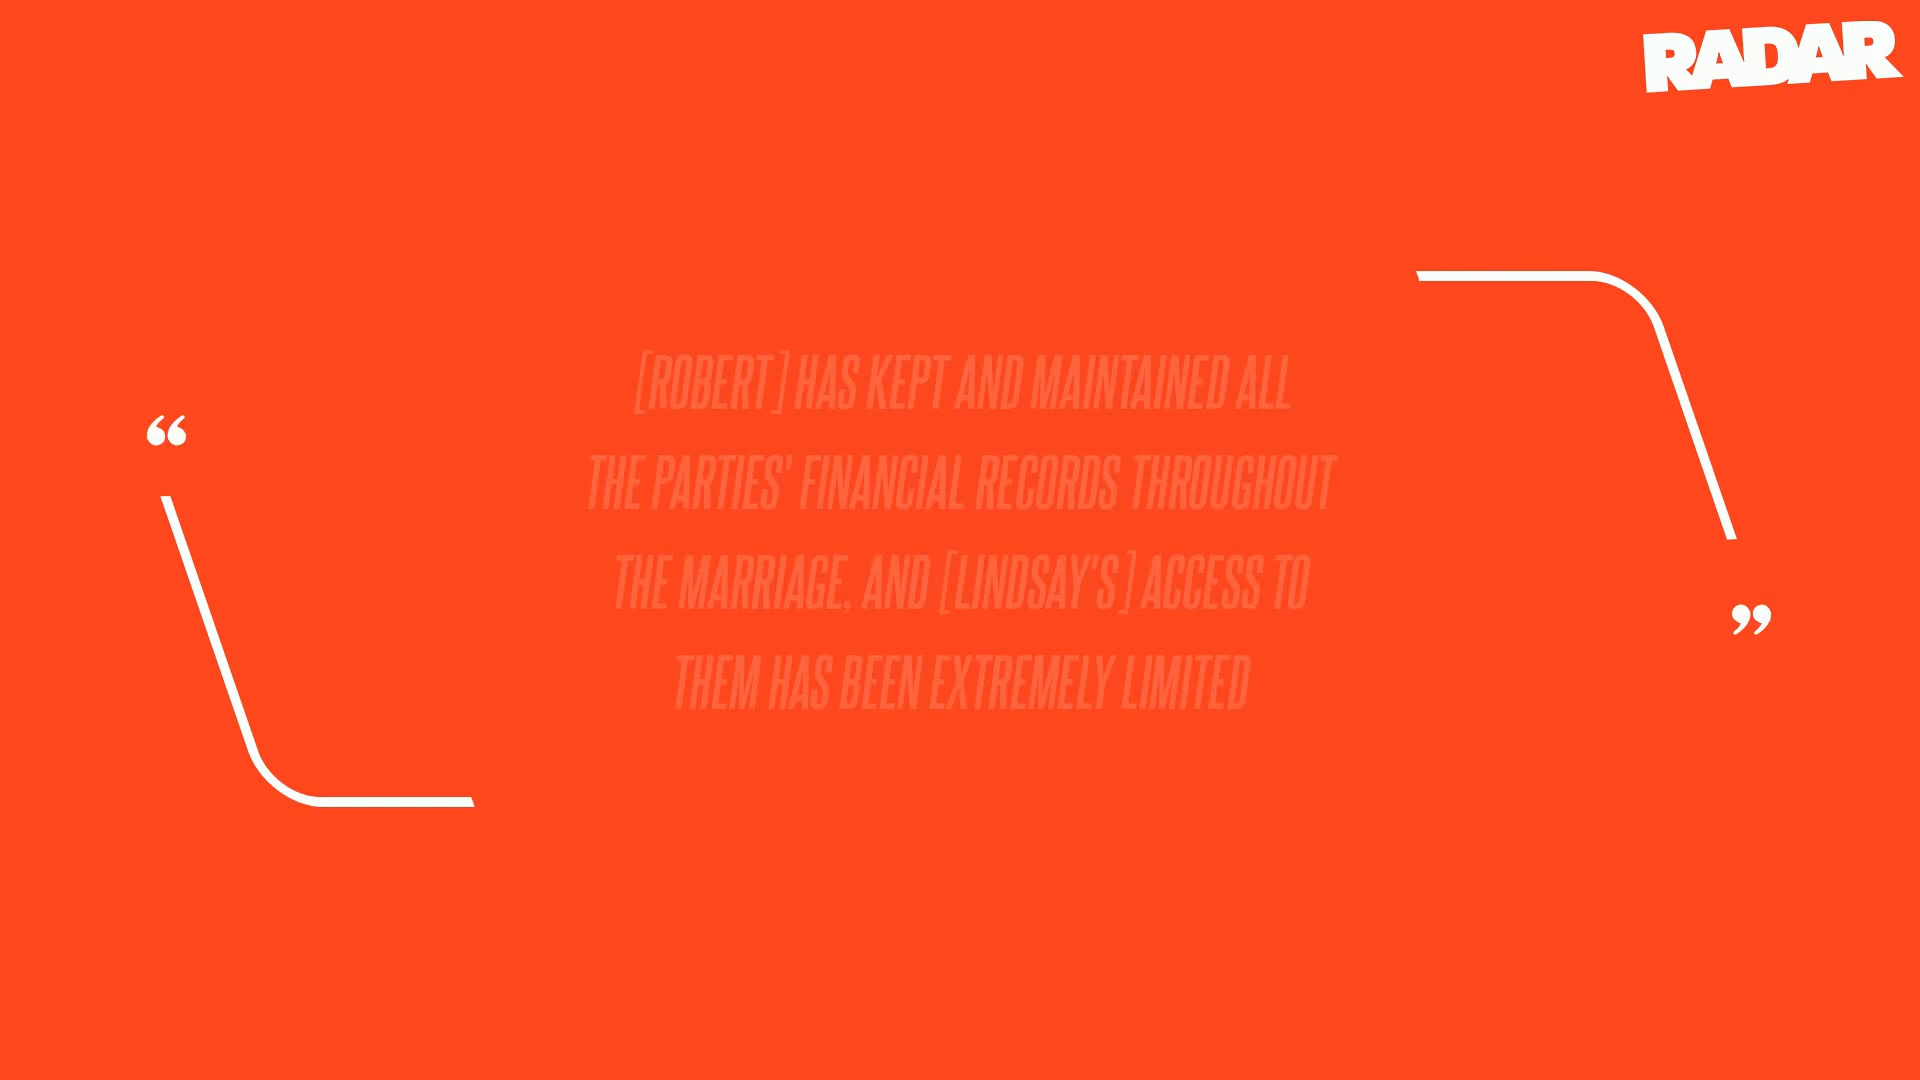 RADAR
“
[ROBERT] HAS KEPT AND MAINTAINED ALL
THE PARTIES' FINANCIAL RECORDS THROUGHOUT
THE MARRIAGE, AND [LINDSAY'S] ACCESS TO
THEM HAS BEEN EXTREMELY LIMITED
”